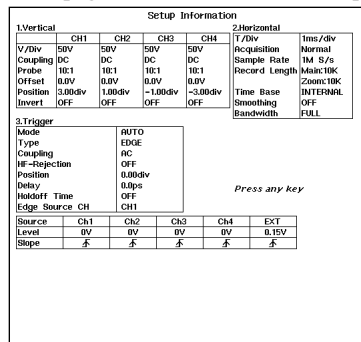 Setup Information
1.Vertical
CH1 CH2 CH3 CH4
V/Div 50V 50V 50V 50V
Coupling DC DC DC DC
Probe 10:1 10:1 10:1 10:1
Offset 0.0V 0.0V 0.0V 0.0V
Position 3.00div 1.00div -1.00div -3.00div
Invert OFF OFF OFF OFF
2.Horizontal
T/Div 1ms/div
Acquisition Normal
Sample Rate 1M S/s
Record Length Main:10K
Zoom:10K
Time Base INTERNAL
Smoothing OFF
Bandwidth FULL
3.Trigger
Mode AUTO
Type EDGE
Coupling AC
HF-Rejection OFF
Position 0.00div
Delay 0.0ps
Holdoff Time OFF
Edge Source CH CH1
Press any key
Source Ch1 Ch2 Ch3 Ch4 EXT
Level 0V 0V 0V 0V 0.15V
Slope